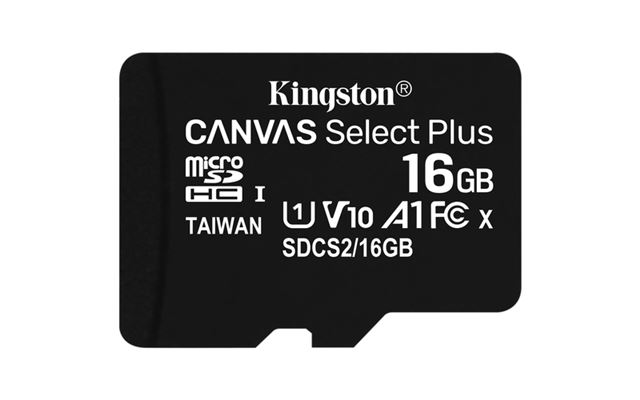 Kingston®
CANVAS Select Plus
micro SD HC I 16GB
TAIWAN U1 V10 A1 FC X
SDCS2/16GB